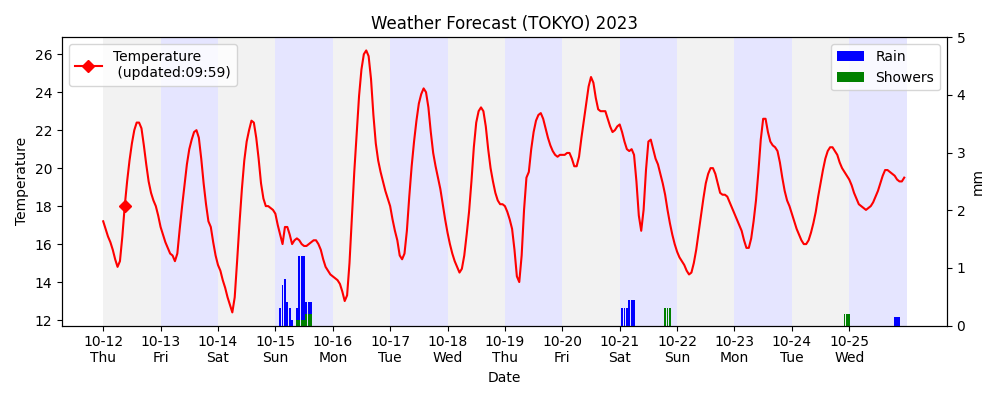 Weather Forecast (TOKYO) 2023
Temperature
(updated:09:59)
Rain
Showers
26
24
22
20
18
16
14
12
Temperature
5
4
3
2
1
0
mm
10-12 10-13 10-14 10-15 10-16 10-17 10-18 10-19 10-20 10-21 10-22 10-23 10-24 10-25
Thu Fri Sat Sun Mon Tue Wed Thu Fri Sat Sun Mon Tue Wed
Date